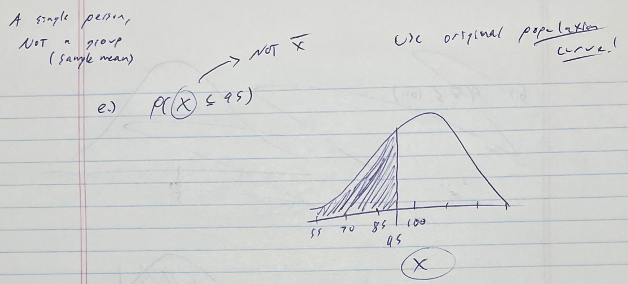 A single person,
NOT a group
(sample mean)
NOT x̄
Use original population
curve!
e.) P(X ≤ 95)
55 70 85 100
95
X